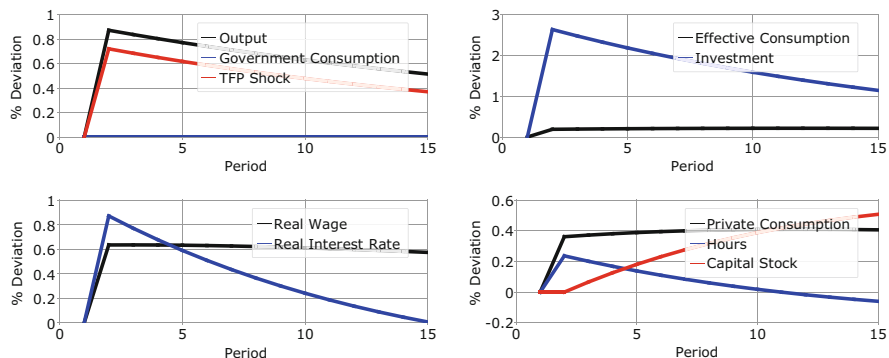 1
0.8
0.6
0.4
0.2
0
% Deviation
Output
Government Consumption
TFP Shock
0 5 10 15
Period
3
2
1
0
% Deviation
Effective Consumption
Investment
0 5 10 15
Period
1
0.8
0.6
0.4
0.2
0
% Deviation
Real Wage
Real Interest Rate
0 5 10 15
Period
0.6
0.4
0.2
0
-0.2
% Deviation
Private Consumption
Hours
Capital Stock
0 5 10 15
Period